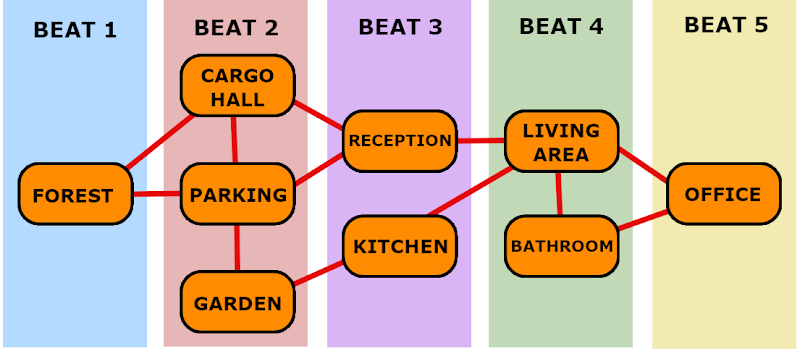 BEAT 1
BEAT 2
BEAT 3
BEAT 4
BEAT 5
FOREST
CARGO
HALL
PARKING
GARDEN
RECEPTION
KITCHEN
LIVING
AREA
BATHROOM
OFFICE